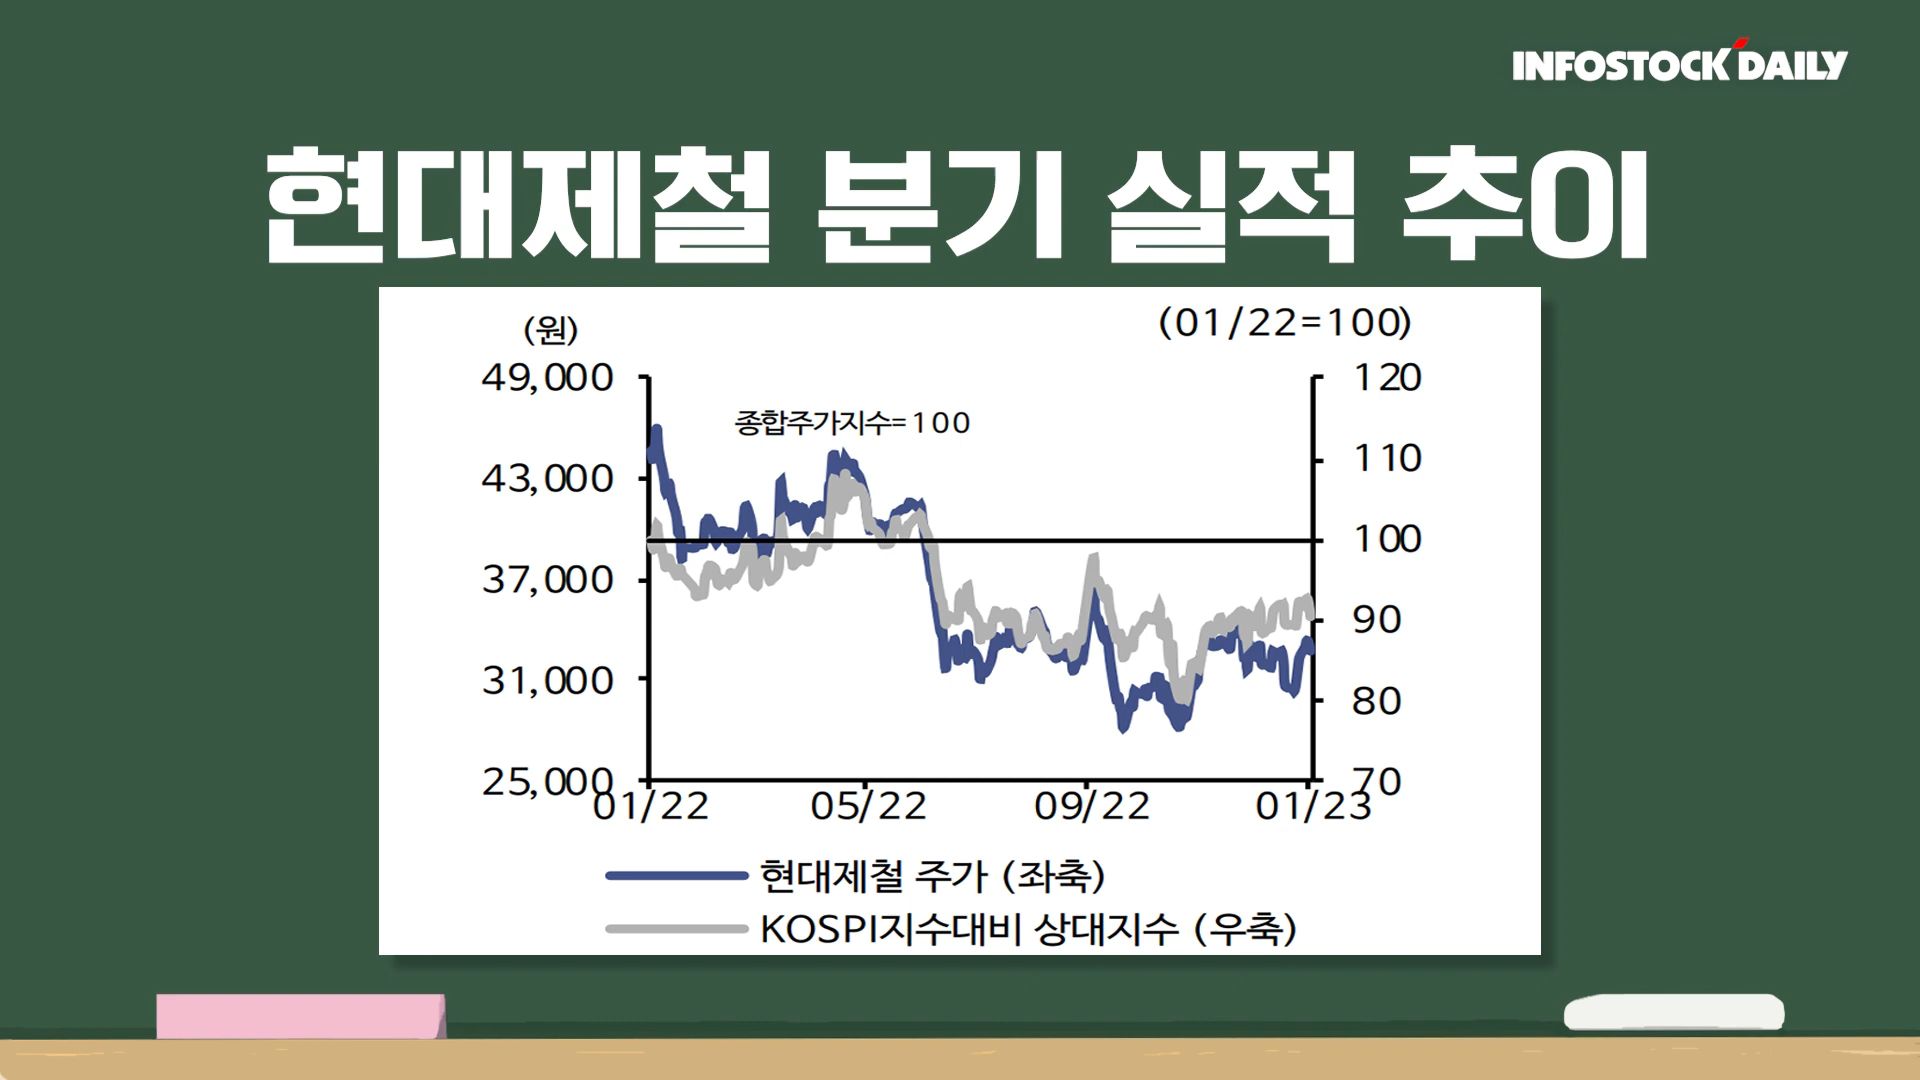 INFOSTOCK DAILY
현대제철 분기 실적 추이
(원)
(01/22=100)
49,000
43,000
37,000
31,000
25,000
종합주가지수=100
120
110
100
90
80
70
01/22
05/22
09/22
01/23
현대제철 주가 (좌축)
KOSPI지수대비 상대지수 (우축)